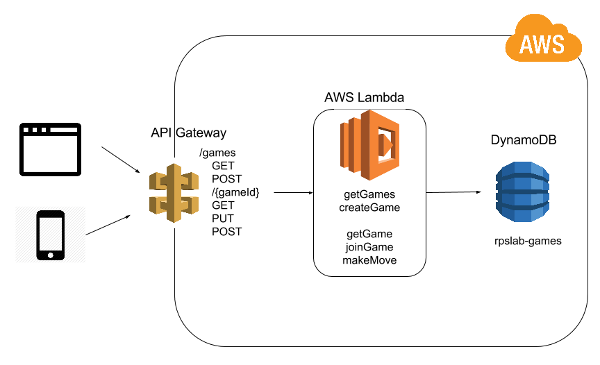 AWS
API Gateway
/games
GET
POST
/{gameId}
GET
PUT
POST
AWS Lambda
getGames
createGame
getGame
joinGame
makeMove
DynamoDB
rpslab-games